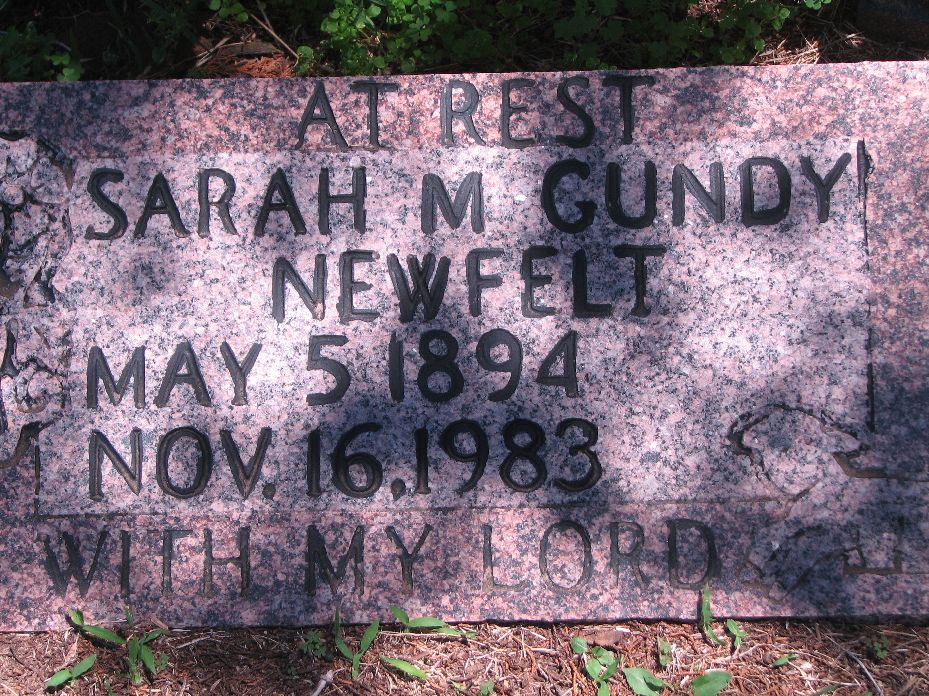 AT REST
SARAH M GUNDY
NEWFELT
MAY 5 1894
NOV. 16, 1983
WITH MY LORD